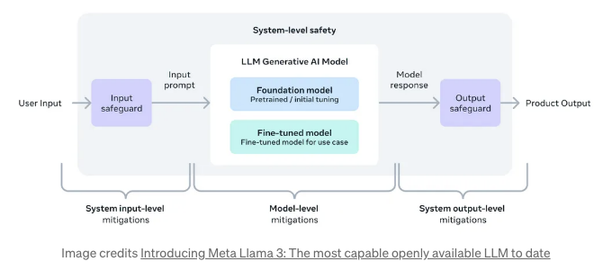 System-level safety
LLM Generative AI Model
Input
prompt
Model
response
User Input
Input
safeguard
Foundation model
Pretrained / initial tuning
Fine-tuned model
Fine-tuned model for use case
Output
safeguard
Product Output
System input-level
mitigations
Model-level
mitigations
System output-level
mitigations
Image credits Introducing Meta Llama 3: The most capable openly available LLM to date